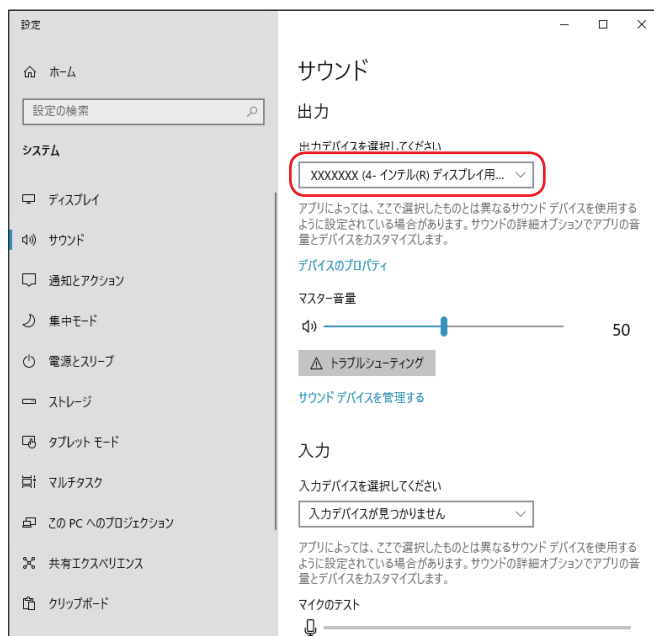 設定
ホーム
設定の検索
システム
ディスプレイ
サウンド
通知とアクション
集中モード
電源とスリープ
ストレージ
タブレット モード
マルチタスク
この PC へのプロジェクション
共有エクスペリエンス
クリップボード
サウンド
出力
出力デバイスを選択してください
XXXXXXX (4- インテル(R) ディスプレイ用...
アプリによっては、ここで選択したものとは異なるサウンド デバイスを使用する
ように設定されている場合があります。サウンドの詳細オプションでアプリの音
量とデバイスをカスタマイズします。
デバイスのプロパティ
マスター音量
50
トラブルシューティング
サウンド デバイスを管理する
入力
入力デバイスを選択してください
入力デバイスが見つかりません
アプリによっては、ここで選択したものとは異なるサウンド デバイスを使用する
ように設定されている場合があります。サウンドの詳細オプションでアプリの音
量とデバイスをカスタマイズします。
マイクのテスト